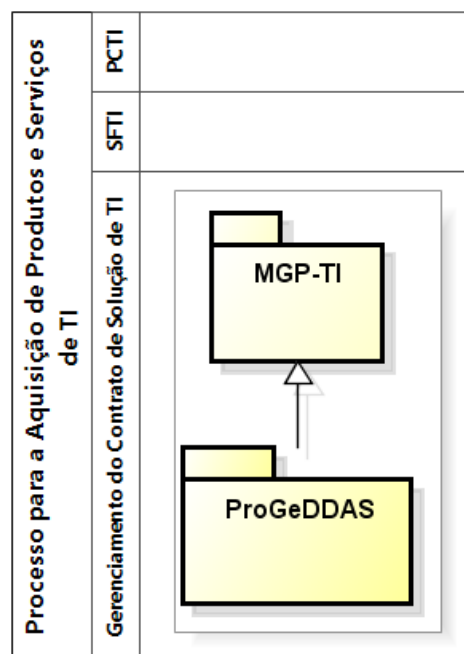 Processo para a Aquisição de Produtos e Serviços
de TI
PCTI
SFTI
Gerenciamento do Contrato de Solução de TI
MGP-TI
ProGeDDAS